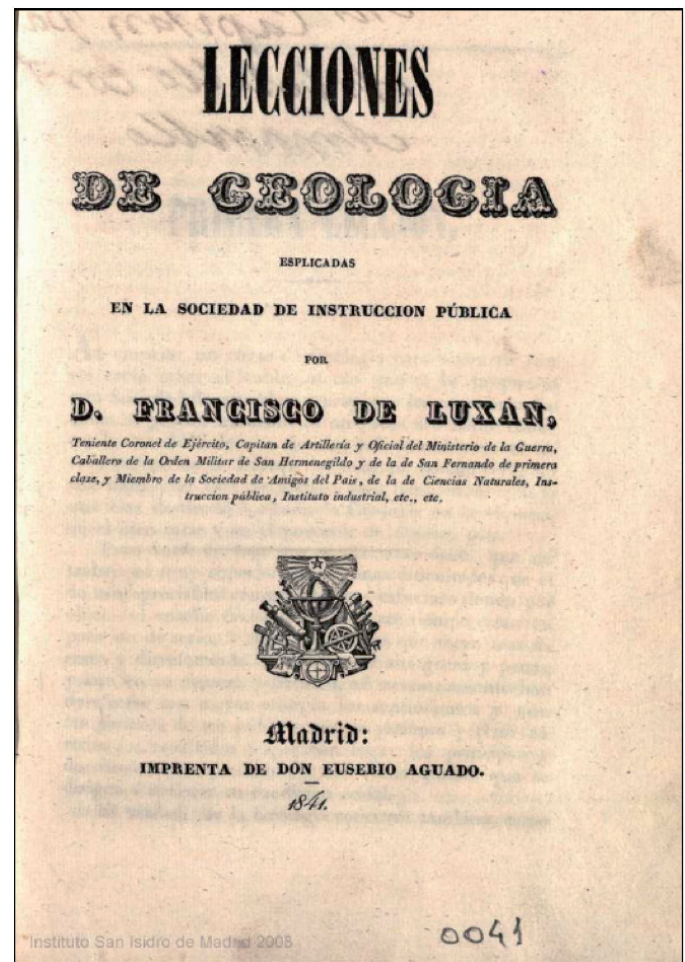 LECCIONES
DE GEOLOGIA
ESPLICADAS
EN LA SOCIEDAD DE INSTRUCCION PÚBLICA
POR
D. FRANCISCO DE LUXÁN,
Teniente Coronel de Ejército, Capitan de Artillería y Oficial del Ministerio de la Guerra,
Caballero de la Orden Militar de San Hermenegildo y de la de San Fernando de primera
clase, y Miembro de la Sociedad de Amigos del Pais, de la de Ciencias Naturales, Ins-
truccion pública, Instituto industrial, etc., etc.
Madrid:
IMPRENTA DE DON EUSEBIO AGUADO.
1841.
0041
Instituto San Isidro de Madrid 2008